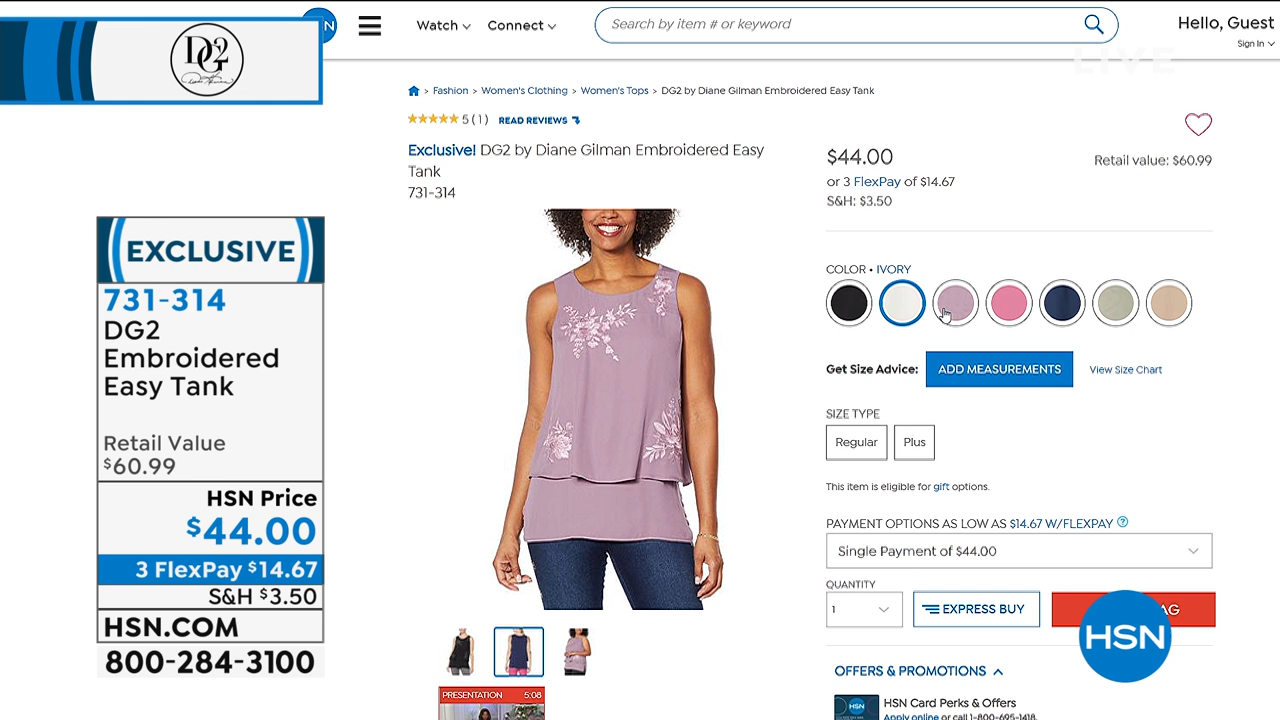 DG2
N
Watch
Connect
Search by item # or keyword
Hello, Guest
Sign In
LIVE
> Fashion > Women's Clothing > Women's Tops > DG2 by Diane Gilman Embroidered Easy Tank
5 (1) READ REVIEWS
Exclusive! DG2 by Diane Gilman Embroidered Easy
Tank
731-314
$44.00
Retail value: $60.99
or 3 FlexPay of $14.67
S&H: $3.50
EXCLUSIVE
731-314
DG2
Embroidered
Easy Tank
Retail Value
$60.99
HSN Price
$44.00
3 FlexPay $14.67
S&H $3.50
HSN.COM
800-284-3100
COLOR • IVORY
Get Size Advice: ADD MEASUREMENTS View Size Chart
SIZE TYPE
Regular Plus
This item is eligible for gift options.
PAYMENT OPTIONS AS LOW AS $14.67 W/FLEXPAY ?
Single Payment of $44.00
QUANTITY
1
EXPRESS BUY
AG
HSN
OFFERS & PROMOTIONS
HSN
HSN Card Perks & Offers
Apply online or call 1-800-695-1418.
PRESENTATION 5:08